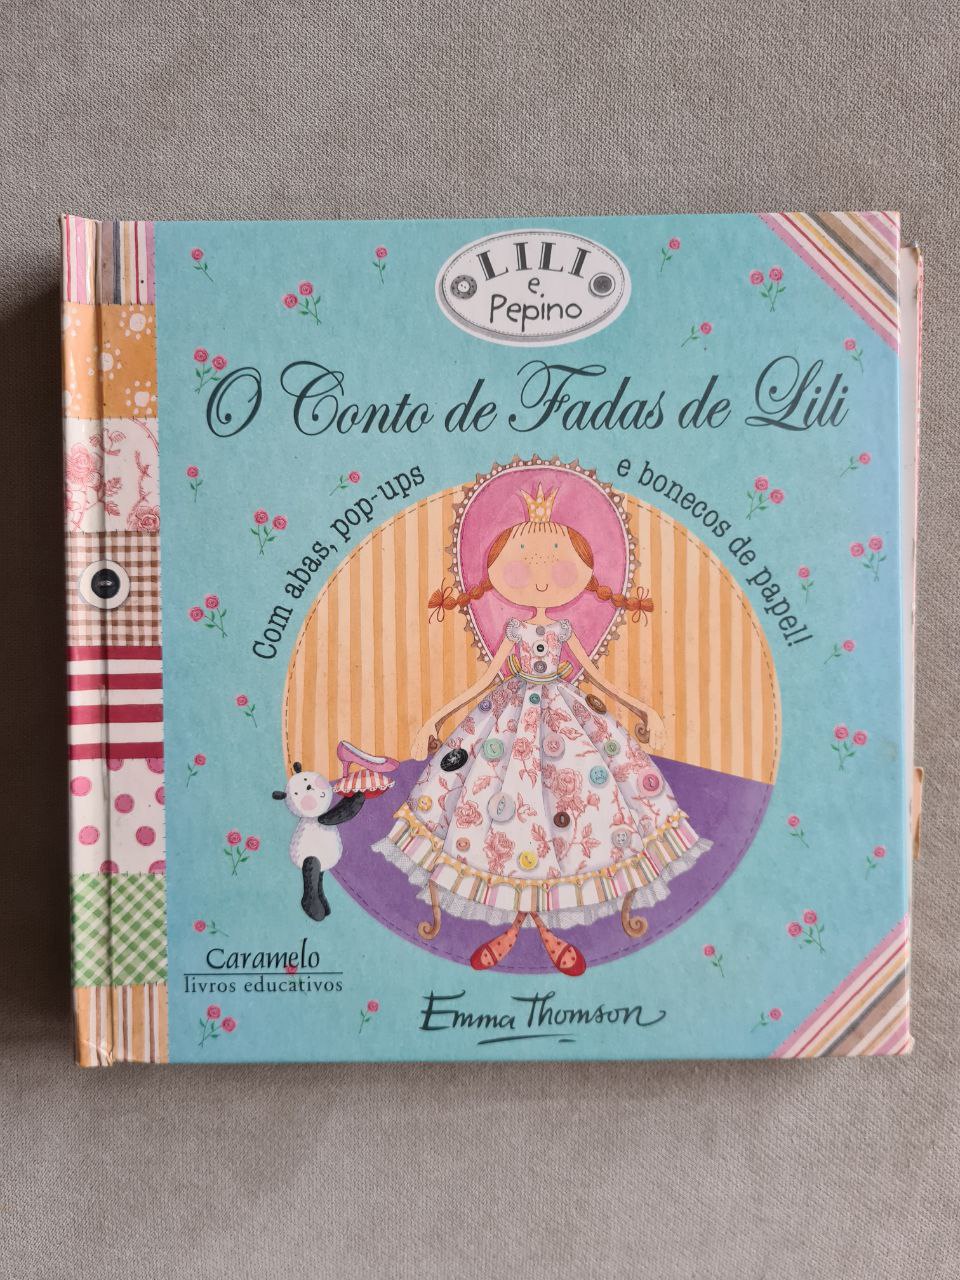 LILI
e
Pepino
O Conto de Fadas de Lili
Com abas, pop-ups
e bonecos de papel!
Caramelo
livros educativos
Emma Thomson